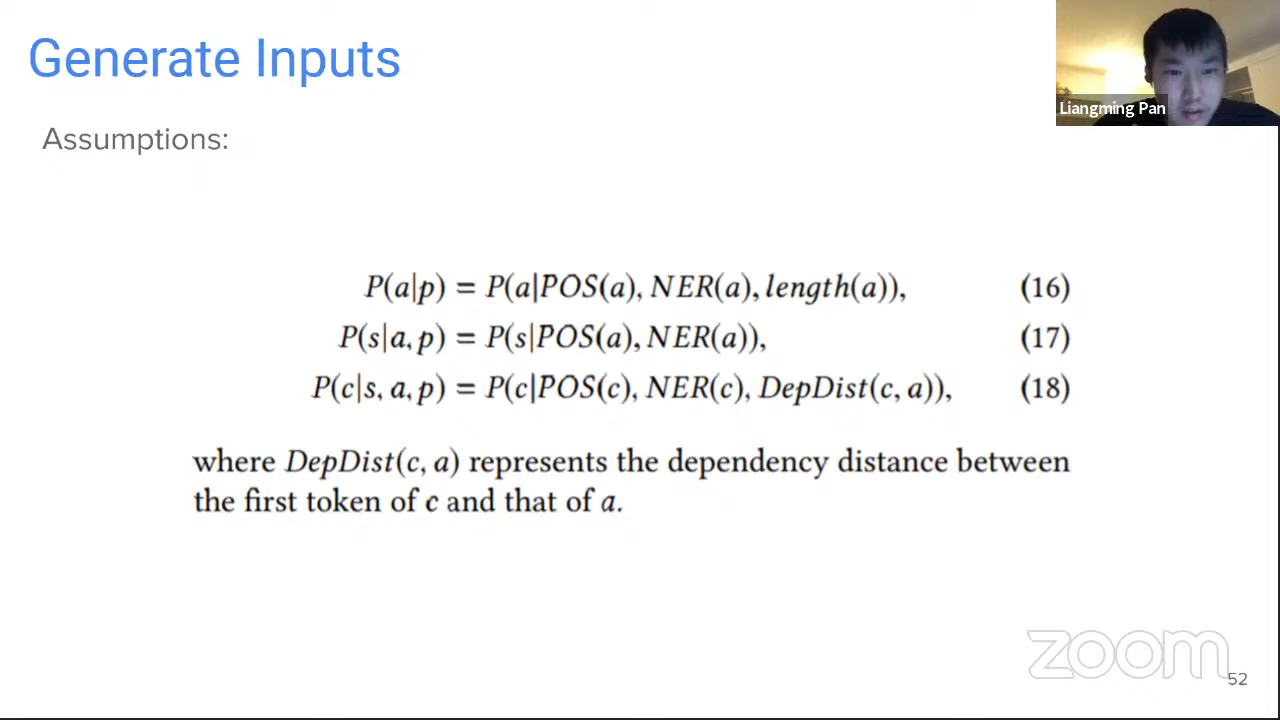 Generate Inputs
Liangming Pan
Assumptions:
P(a|p) = P(a|POS(a), NER(a), length(a)), (16)
P(s|a, p) = P(s|POS(a), NER(a)), (17)
P(c|s, a, p) = P(c|POS(c), NER(c), DepDist(c, a)), (18)
where DepDist(c, a) represents the dependency distance between
the first token of c and that of a.
zoom
52